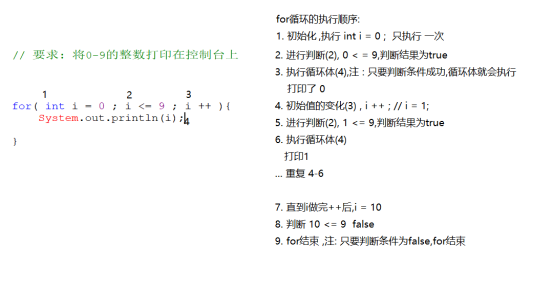 // 要求：将0-9的整数打印在控制台上
1 2 3
for( int i = 0 ; i <= 9 ; i ++ ){
System.out.println(i);
4
}
for循环的执行顺序:
1. 初始化 ,执行 int i = 0 ; 只执行 一次
2. 进行判断(2), 0 < = 9,判断结果为true
3. 执行循环体(4),注 : 只要判断条件成功,循环体就会执行
打印了 0
4. 初始值的变化(3) , i + + ; // i = 1;
5. 进行判断(2), 1 <= 9,判断结果为true
6. 执行循环体(4)
打印1
... 重复 4-6
7. 直到i做完++后,i = 10
8. 判断 10 <= 9 false
9. for结束 ,注: 只要判断条件为false,for结束